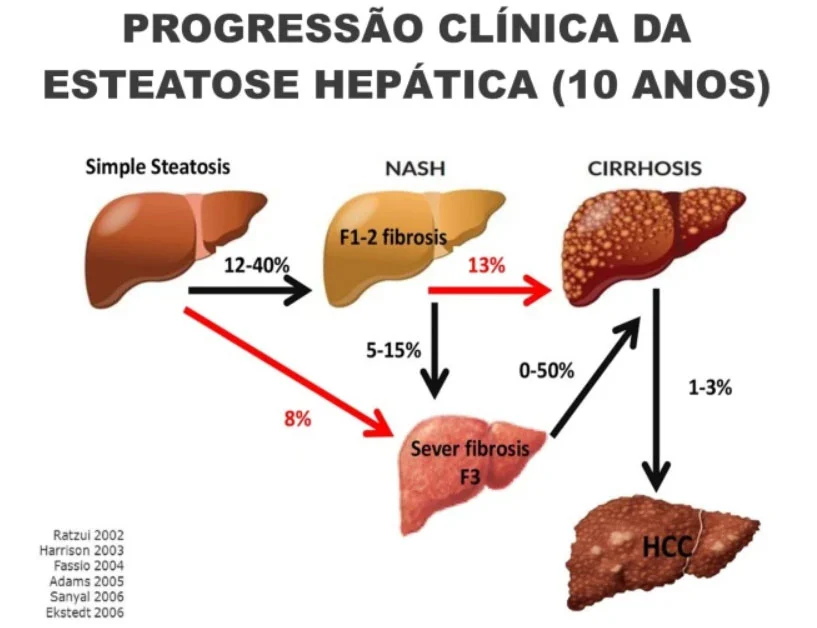 PROGRESSÃO CLÍNICA DA
ESTEATOSE HEPÁTICA (10 ANOS)
Simple Steatosis
NASH
CIRRHOSIS
F1-2 fibrosis
12-40%
13%
5-15%
0-50%
1-3%
8%
Sever fibrosis
F3
HCC
Ratzui 2002
Harrison 2003
Fassio 2004
Adams 2005
Sanyal 2006
Ekstedt 2006